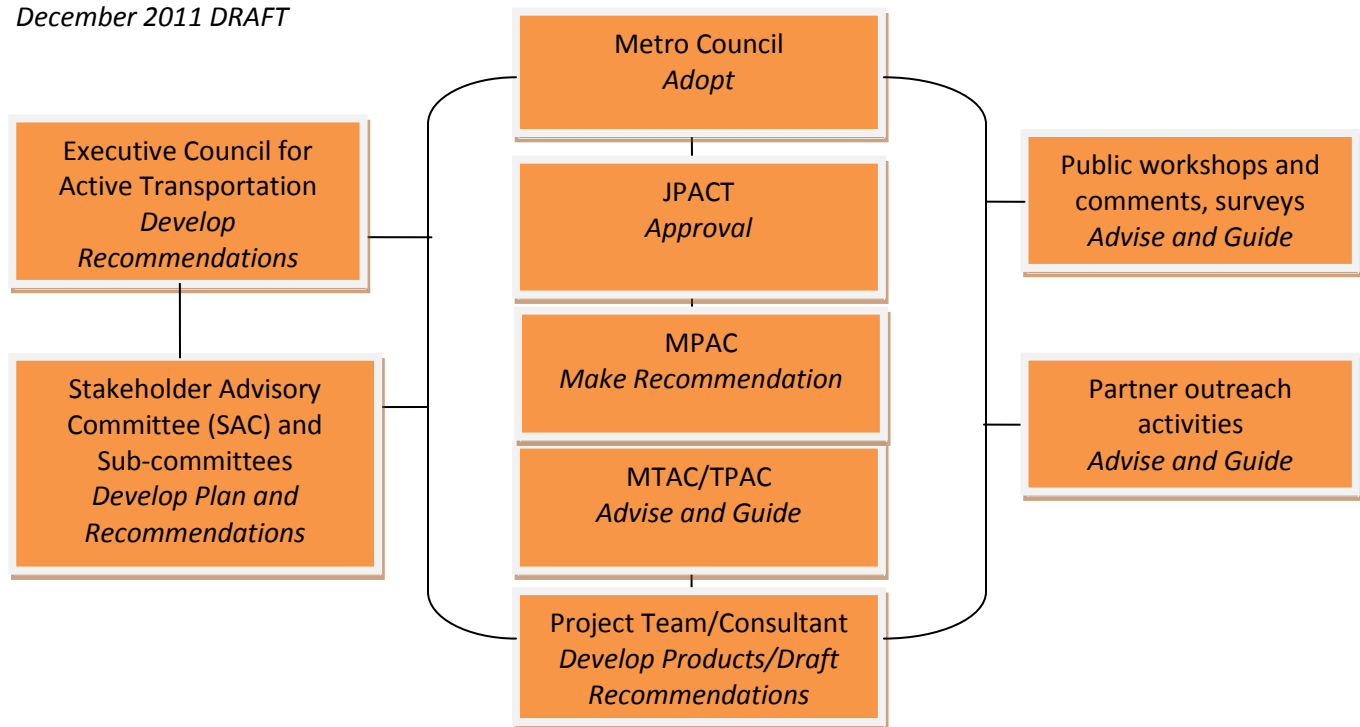 December 2011 DRAFT
Metro Council
Adopt
Executive Council for
Active Transportation
Develop
Recommendations
JPACT
Approval
Public workshops and
comments, surveys
Advise and Guide
MPAC
Make Recommendation
Stakeholder Advisory
Committee (SAC) and
Sub-committees
Develop Plan and
Recommendations
Partner outreach
activities
Advise and Guide
MTAC/TPAC
Advise and Guide
Project Team/Consultant
Develop Products/Draft
Recommendations